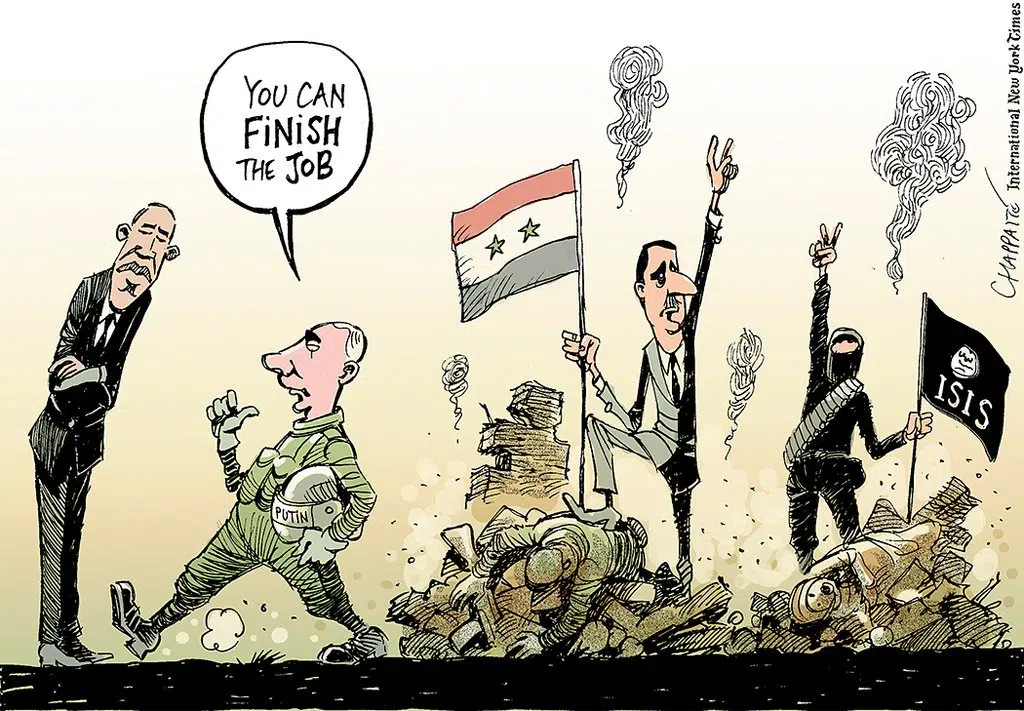 YOU CAN
FINISH
THE JOB
PUTIN
ISIS
CHAPPATTE International New York Times